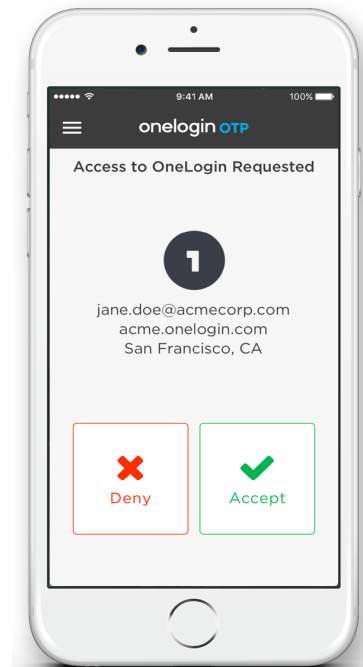 9:41 AM 100%
onelogin OTP
Access to OneLogin Requested
1
jane.doe@acmecorp.com
acme.onelogin.com
San Francisco, CA
Deny Accept